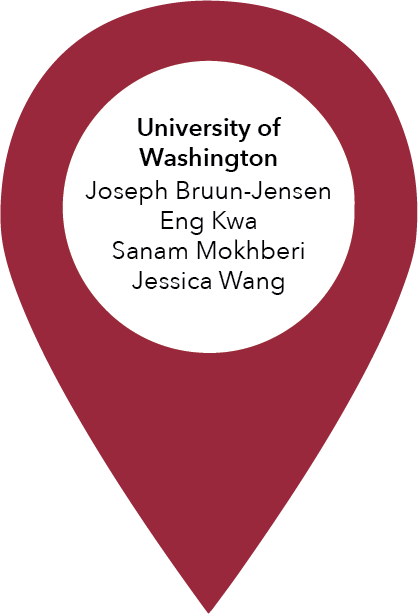 University of
Washington
Joseph Bruun-Jensen
Eng Kwa
Sanam Mokhberi
Jessica Wang